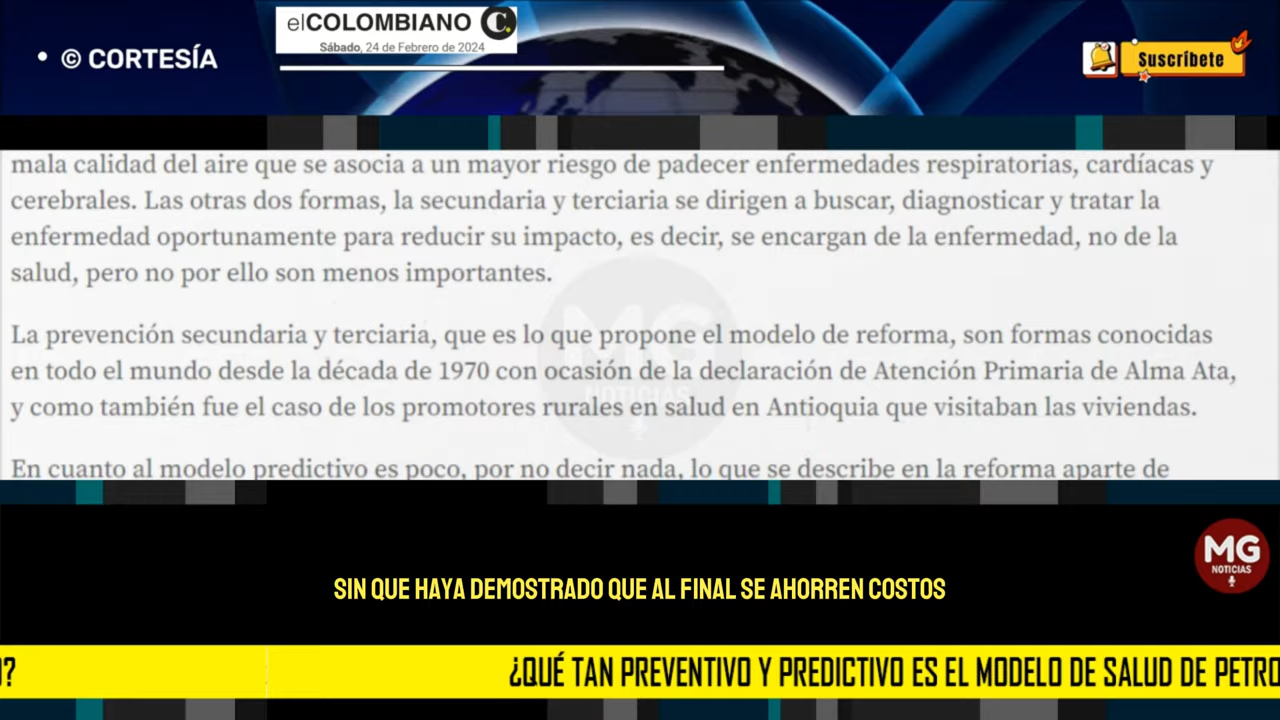 elCOLOMBIANO C
Sábado, 24 de Febrero de 2024
• © CORTESÍA
Suscríbete
mala calidad del aire que se asocia a un mayor riesgo de padecer enfermedades respiratorias, cardíacas y
cerebrales. Las otras dos formas, la secundaria y terciaria se dirigen a buscar, diagnosticar y tratar la
enfermedad oportunamente para reducir su impacto, es decir, se encargan de la enfermedad, no de la
salud, pero no por ello son menos importantes.
La prevención secundaria y terciaria, que es lo que propone el modelo de reforma, son formas conocidas
en todo el mundo desde la década de 1970 con ocasión de la declaración de Atención Primaria de Alma Ata,
y como también fue el caso de los promotores rurales en salud en Antioquia que visitaban las viviendas.
En cuanto al modelo predictivo es poco, por no decir nada, lo que se describe en la reforma aparte de
MG
NOTICIAS
MG
NOTICIAS
SIN QUE HAYA DEMOSTRADO QUE AL FINAL SE AHORREN COSTOS
O? ¿QUÉ TAN PREVENTIVO Y PREDICTIVO ES EL MODELO DE SALUD DE PETRO